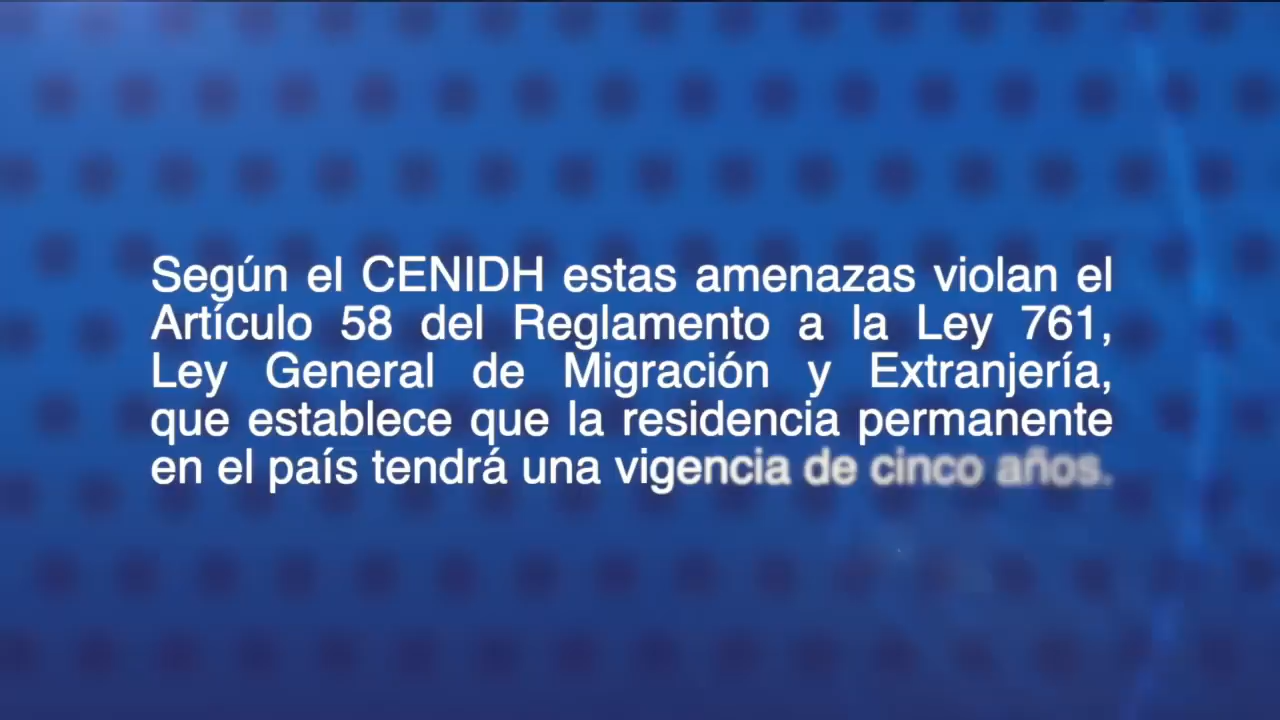 Según el CENIDH estas amenazas violan el
Artículo 58 del Reglamento a la Ley 761,
Ley General de Migración y Extranjería,
que establece que la residencia permanente
en el país tendrá una vigencia de cinco años.